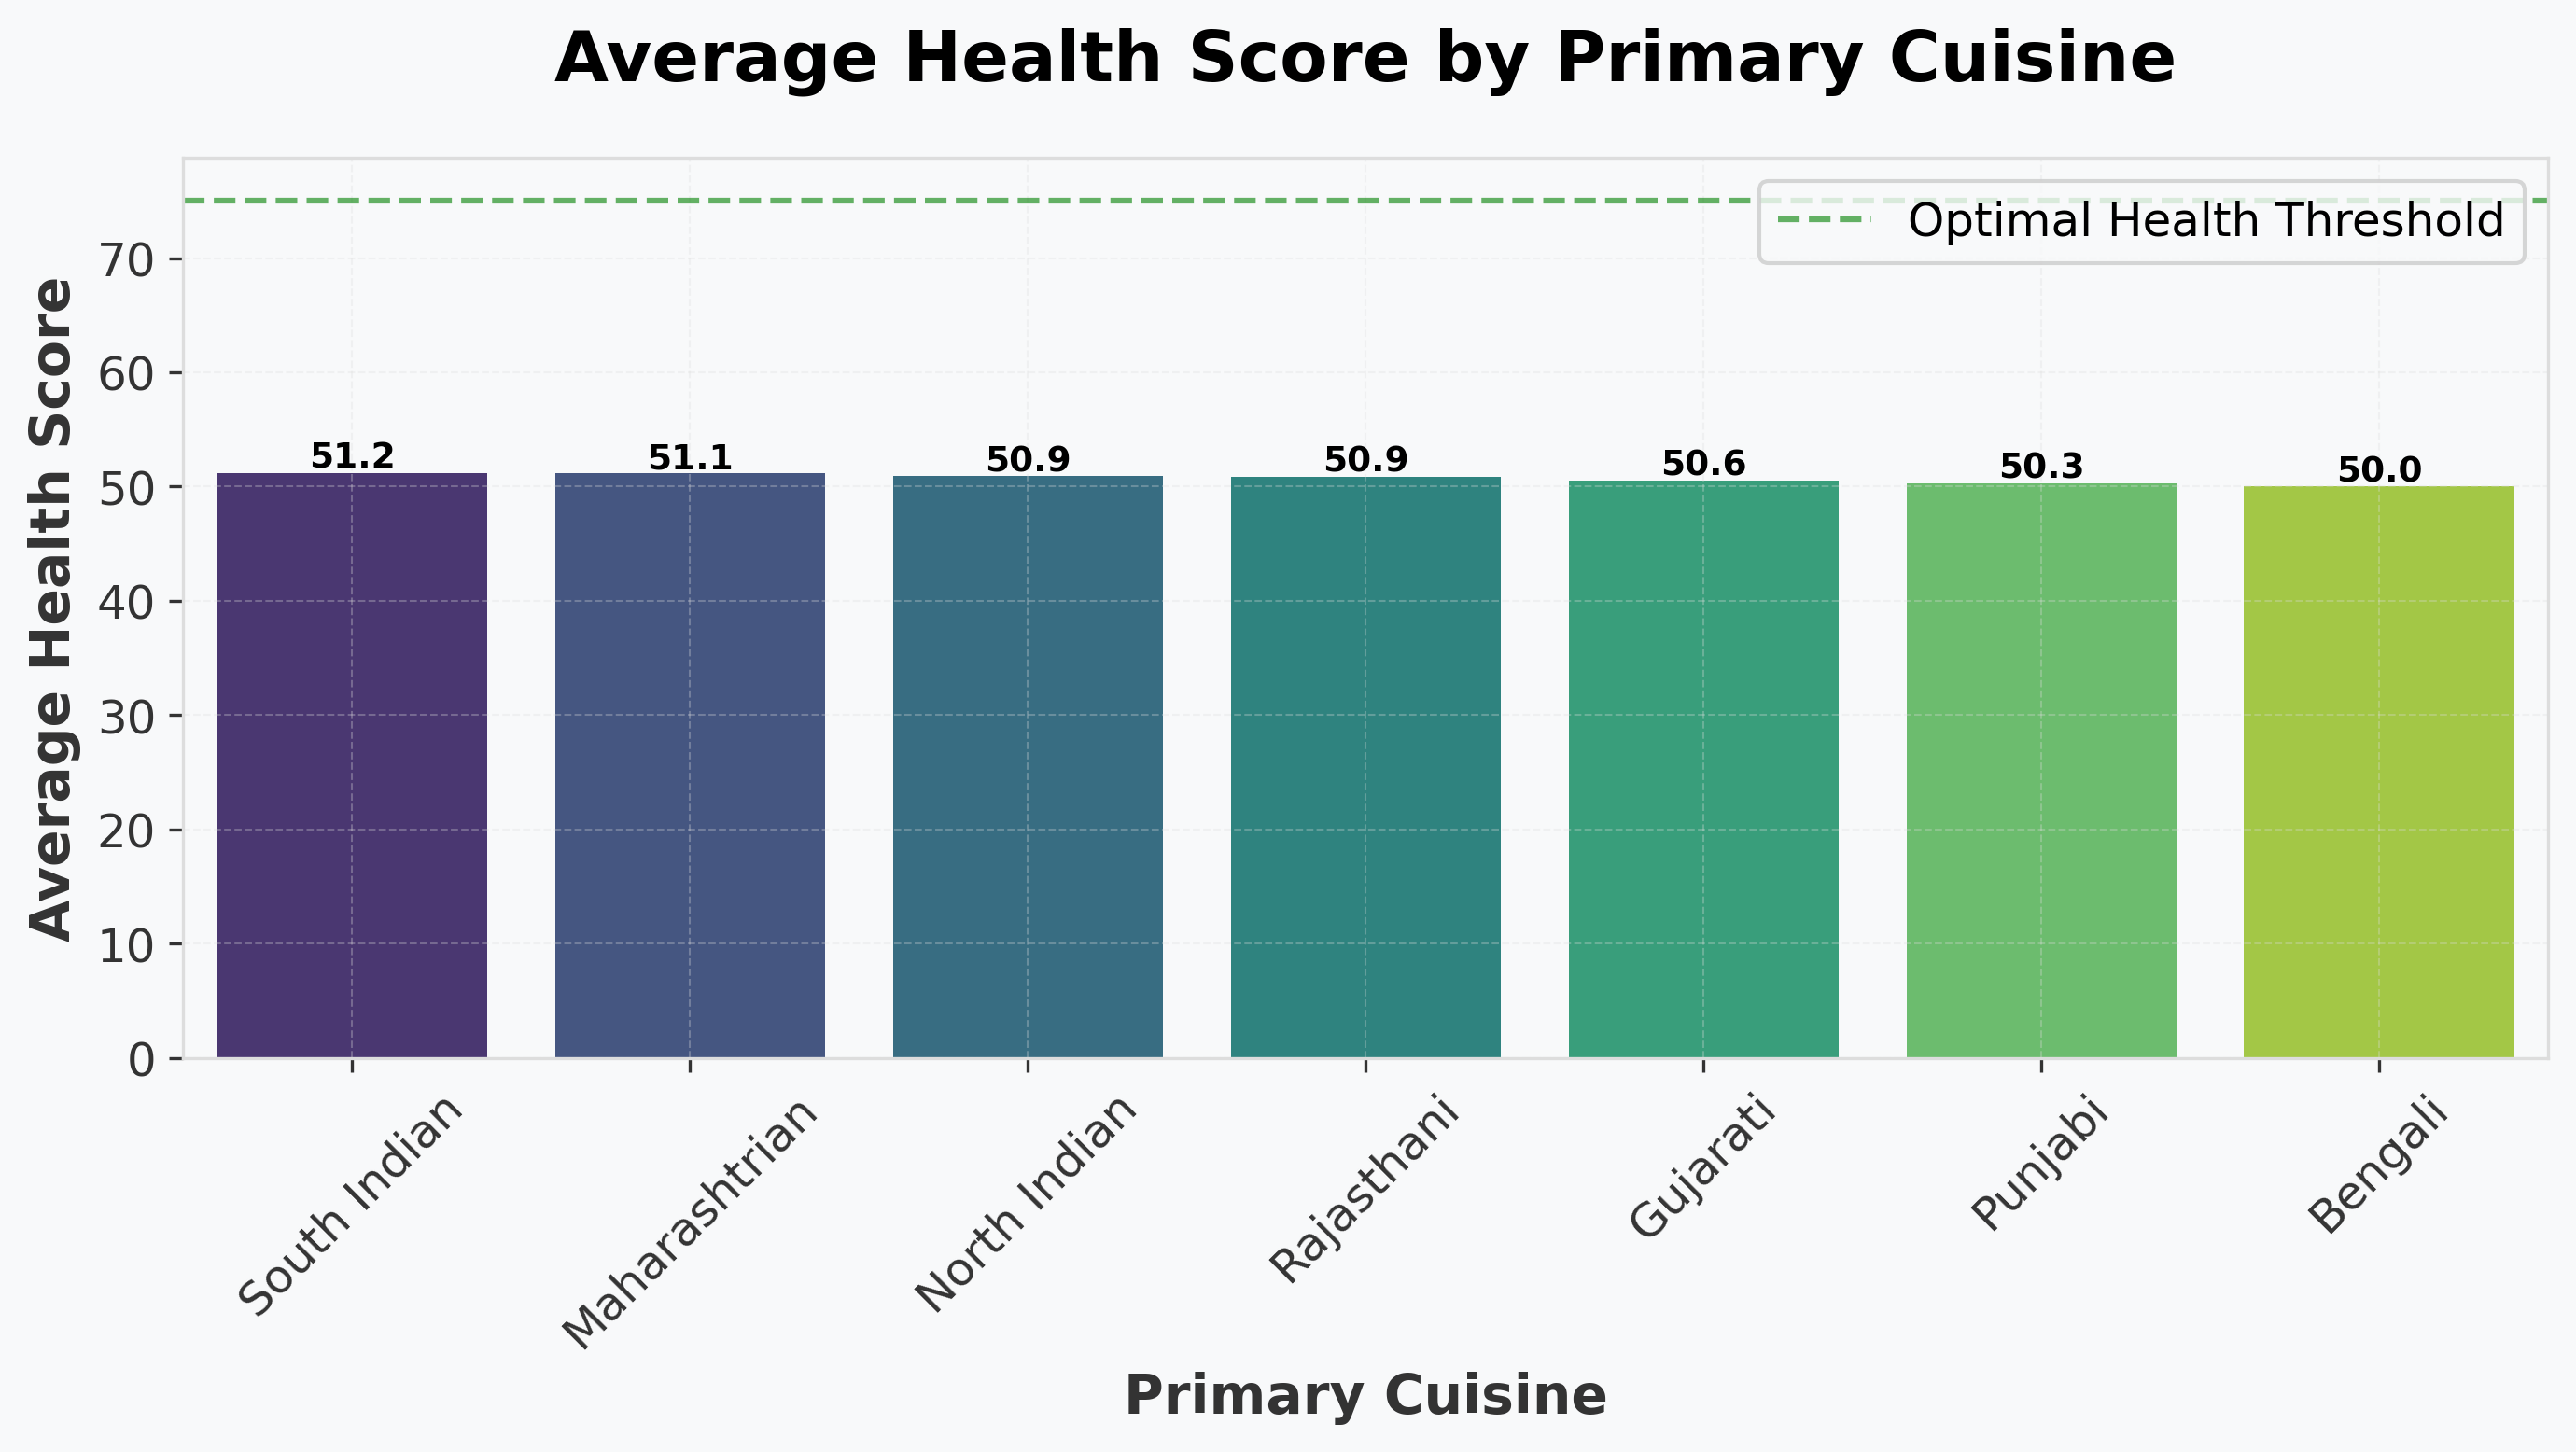 Average Health Score by Primary Cuisine
Optimal Health Threshold
Average Health Score
70
60
50
40
30
20
10
0
51.2
51.1
50.9
50.9
50.6
50.3
50.0
South Indian
Maharashtrian
North Indian
Rajasthani
Gujarati
Punjabi
Bengali
Primary Cuisine